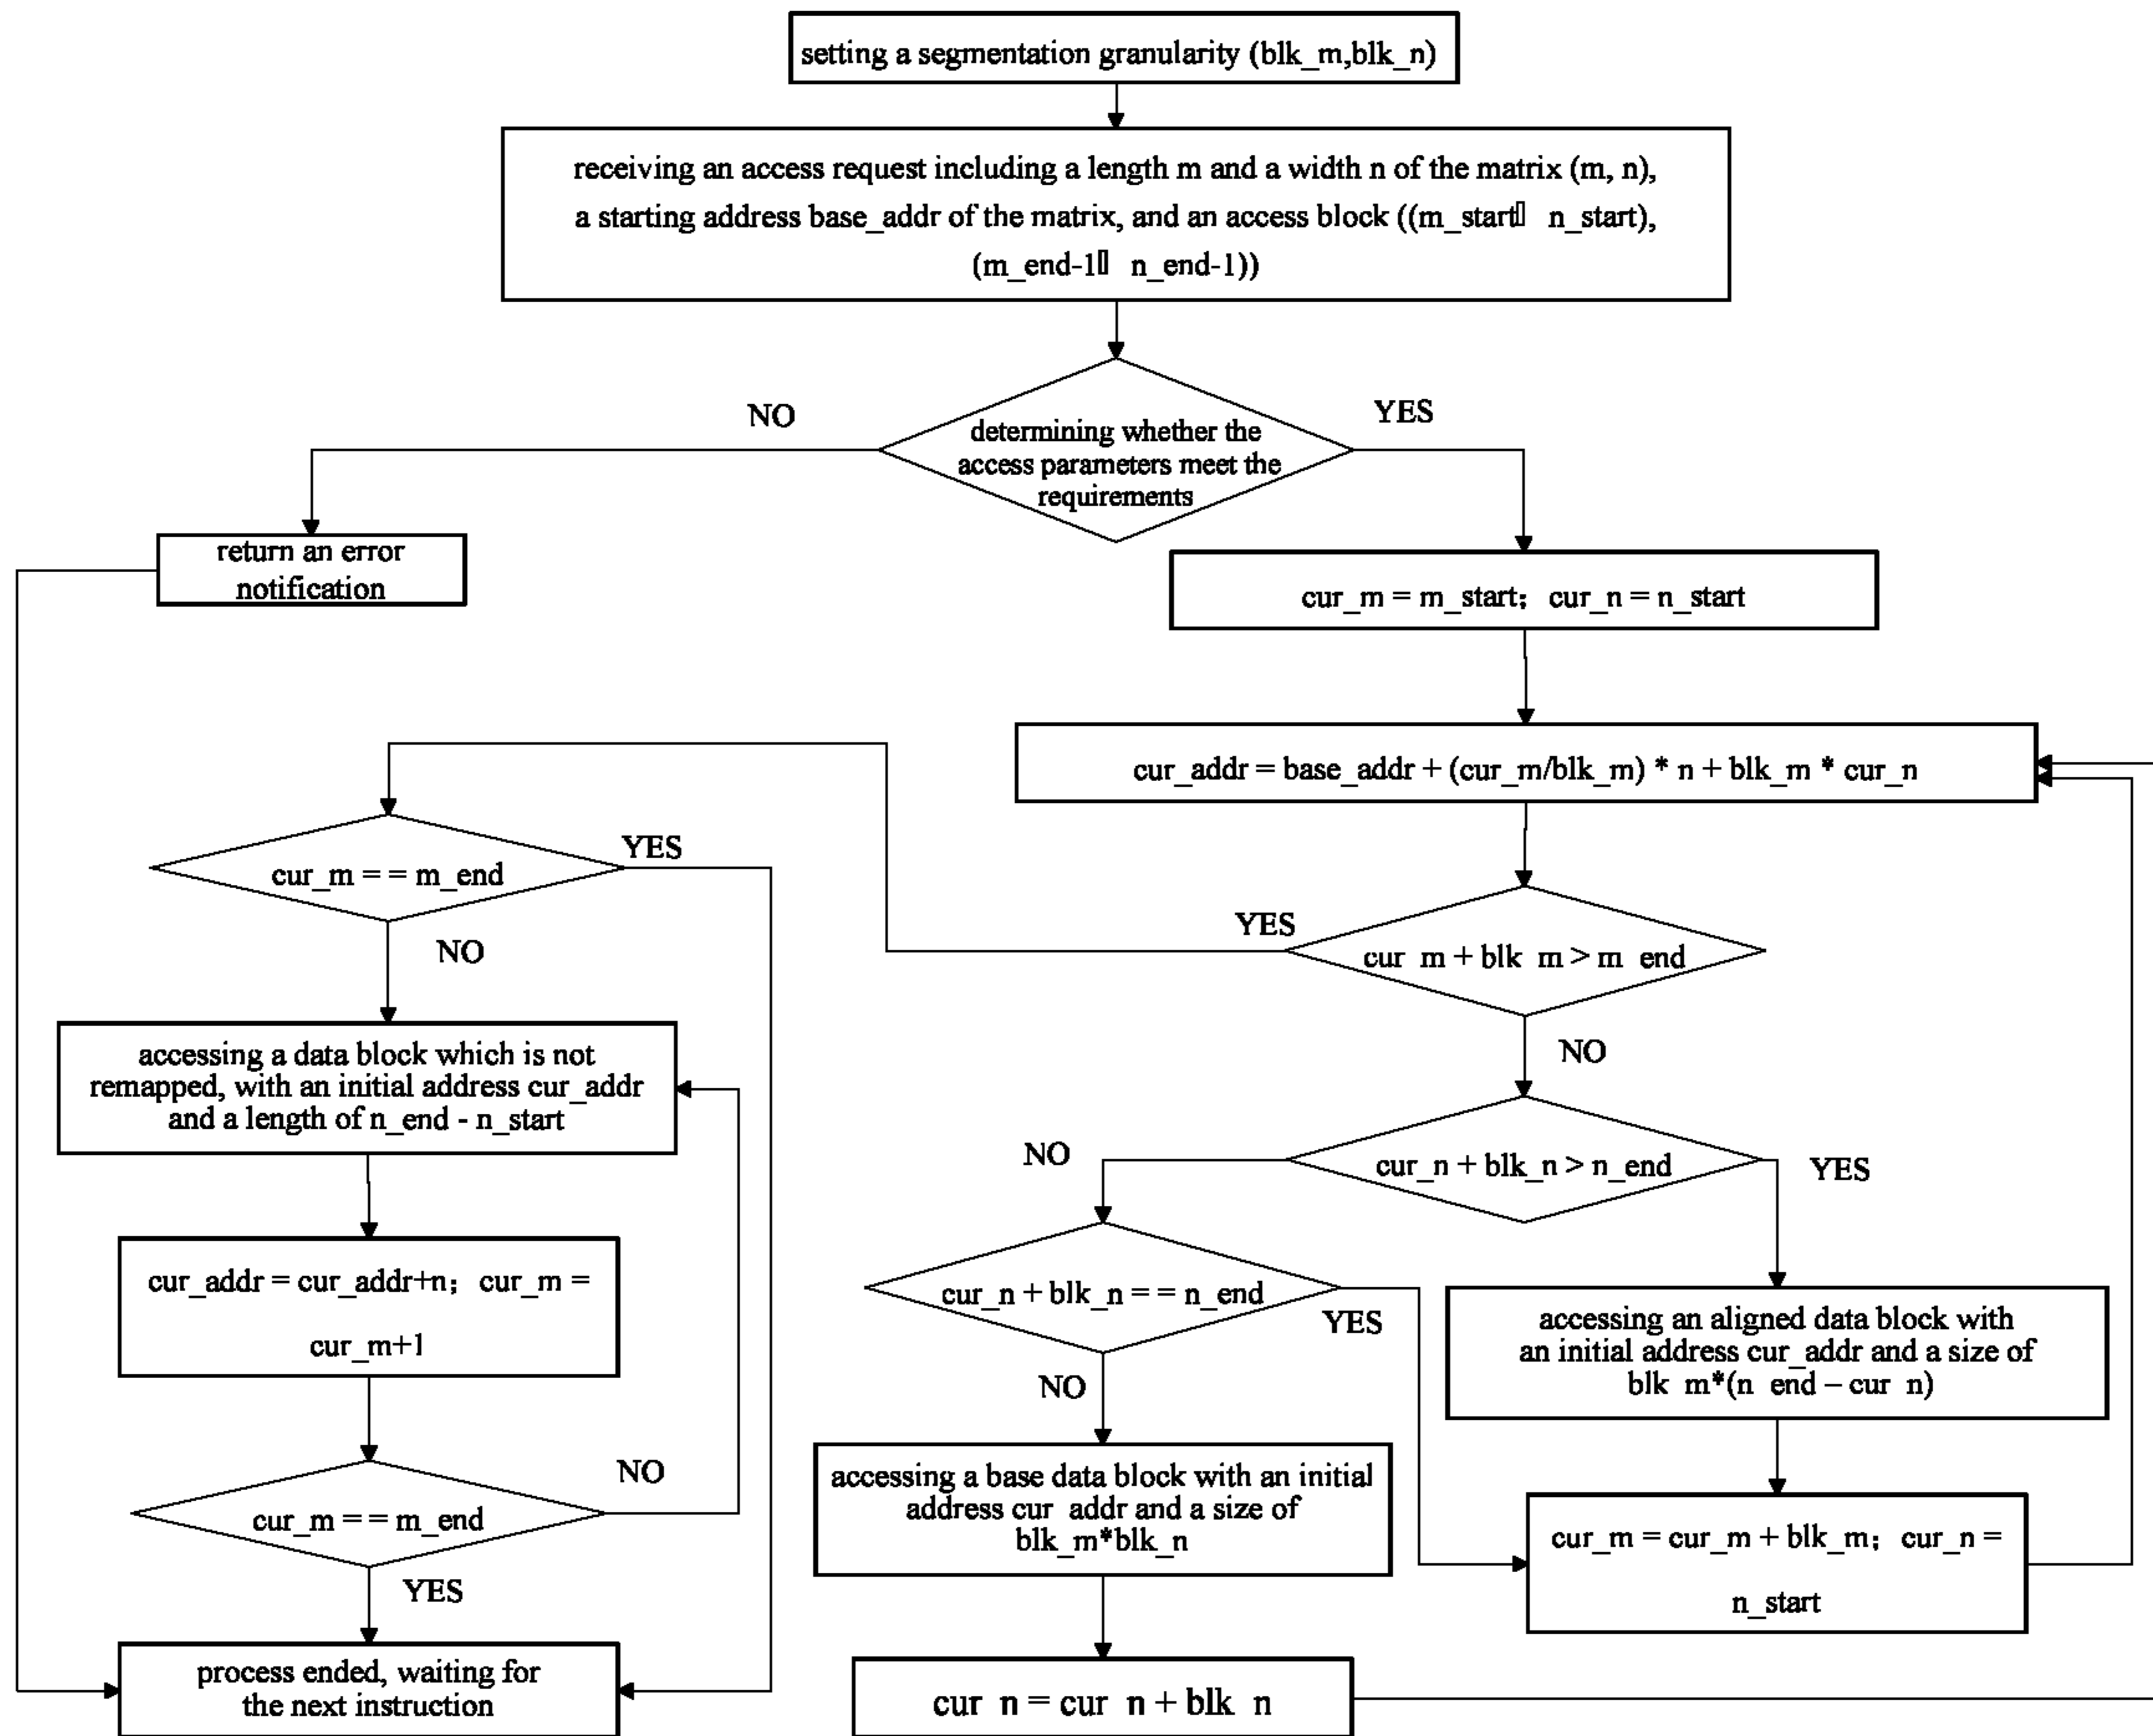 setting a segmentation granularity (blk_m,blk_n)
receiving an access request including a length m and a width n of the matrix (m, n),
a starting address base_addr of the matrix, and an access block ((m_start▯ n_start),
(m_end-1▯ n_end-1))
NO
YES
determining whether the
access parameters meet the
requirements
return an error
notification
cur_m = m_start；cur_n = n_start
cur_addr = base_addr + (cur_m/blk_m) * n + blk_m * cur_n
YES
cur_m = = m_end
YES
NO
cur_m + blk_m > m_end
NO
accessing a data block which is not
remapped, with an initial address cur_addr
and a length of n_end - n_start
NO
cur_n + blk_n > n_end
YES
cur_addr = cur_addr+n；cur_m =
cur_m+1
cur_n + blk_n = = n_end
YES
accessing an aligned data block with
an initial address cur_addr and a size of
blk_m*(n_end – cur_n)
NO
NO
cur_m = = m_end
YES
accessing a base data block with an initial
address cur_addr and a size of
blk_m*blk_n
cur_m = cur_m + blk_m；cur_n =
n_start
process ended, waiting for
the next instruction
cur_n = cur_n + blk_n